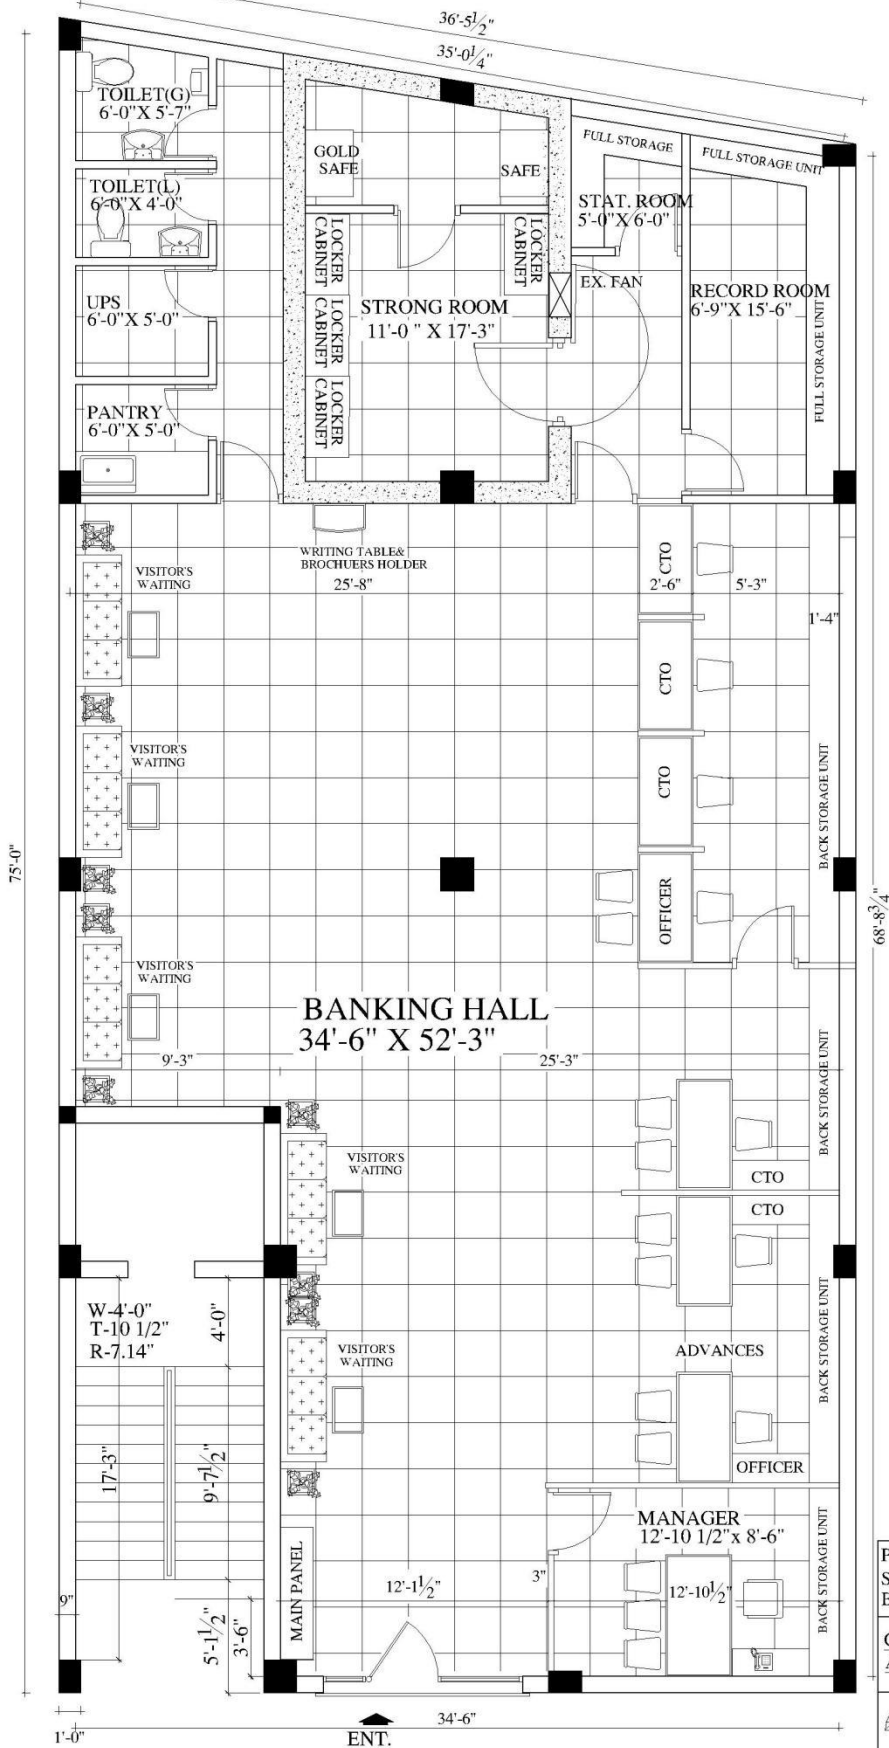 36'-5 1/2"
35'-0 1/4"
TOILET(G)
6'-0"X 5'-7"
GOLD
SAFE
SAFE
FULL STORAGE
FULL STORAGE UNIT
TOILET(L)
6'-0"X 4'-0"
STAT. ROOM
5'-0"X 6'-0"
LOCKER
CABINET
LOCKER
CABINET
UPS
6'-0"X 5'-0"
STRONG ROOM
11'-0 " X 17'-3"
EX. FAN
RECORD ROOM
6'-9"X 15'-6"
LOCKER
CABINET
FULL STORAGE UNIT
LOCKER
CABINET
PANTRY
6'-0"X 5'-0"
WRITING TABLE&
BROCHUERS HOLDER
VISITOR'S
WAITING
25'-8"
CTO
2'-6"
5'-3"
1'-4"
CTO
VISITOR'S
WAITING
CTO
BACK STORAGE UNIT
75'-0"
OFFICER
68'-8 3/4"
VISITOR'S
WAITING
BANKING HALL
34'-6" X 52'-3"
9'-3"
25'-3"
BACK STORAGE UNIT
VISITOR'S
WAITING
CTO
CTO
W-4'-0"
T-10 1/2"
R-7.14"
4'-0"
VISITOR'S
WAITING
ADVANCES
BACK STORAGE UNIT
17'-3"
9'-7 1/2"
OFFICER
MANAGER
12'-10 1/2"x 8'-6"
MAIN PANEL
12'-1 1/2"
3"
12'-10 1/2"
BACK STORAGE UNIT
9"
5'-1 1/2"
3'-6"
34'-6"
1'-0"
ENT.